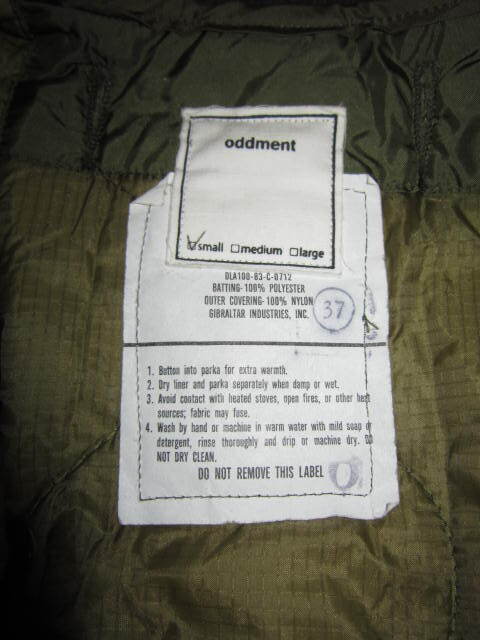 oddment
small medium large
DLA100-83-C-0712
BATTING-100% POLYESTER
OUTER COVERING-100% NYLON
GIBRALTAR INDUSTRIES, INC.
37
1. Button into parka for extra warmth.
2. Dry liner and parka separately when damp or wet.
3. Avoid contact with heated stoves, open fires, or other heat
sources; fabric may fuse.
4. Wash by hand or machine in warm water with mild soap or
detergent, rinse thoroughly and drip or machine dry. DO
NOT DRY CLEAN.
DO NOT REMOVE THIS LABEL